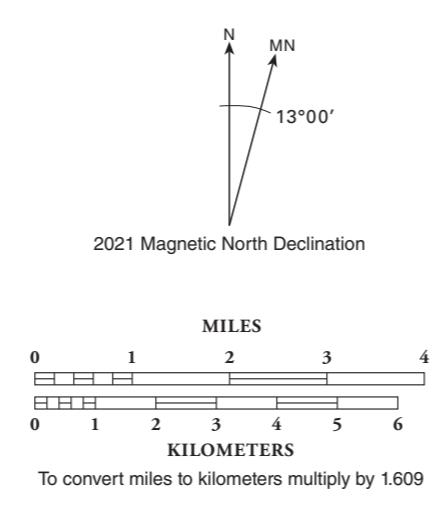 N
MN
13°00′
2021 Magnetic North Declination
MILES
0 1 2 3 4
0 1 2 3 4 5 6
KILOMETERS
To convert miles to kilometers multiply by 1.609